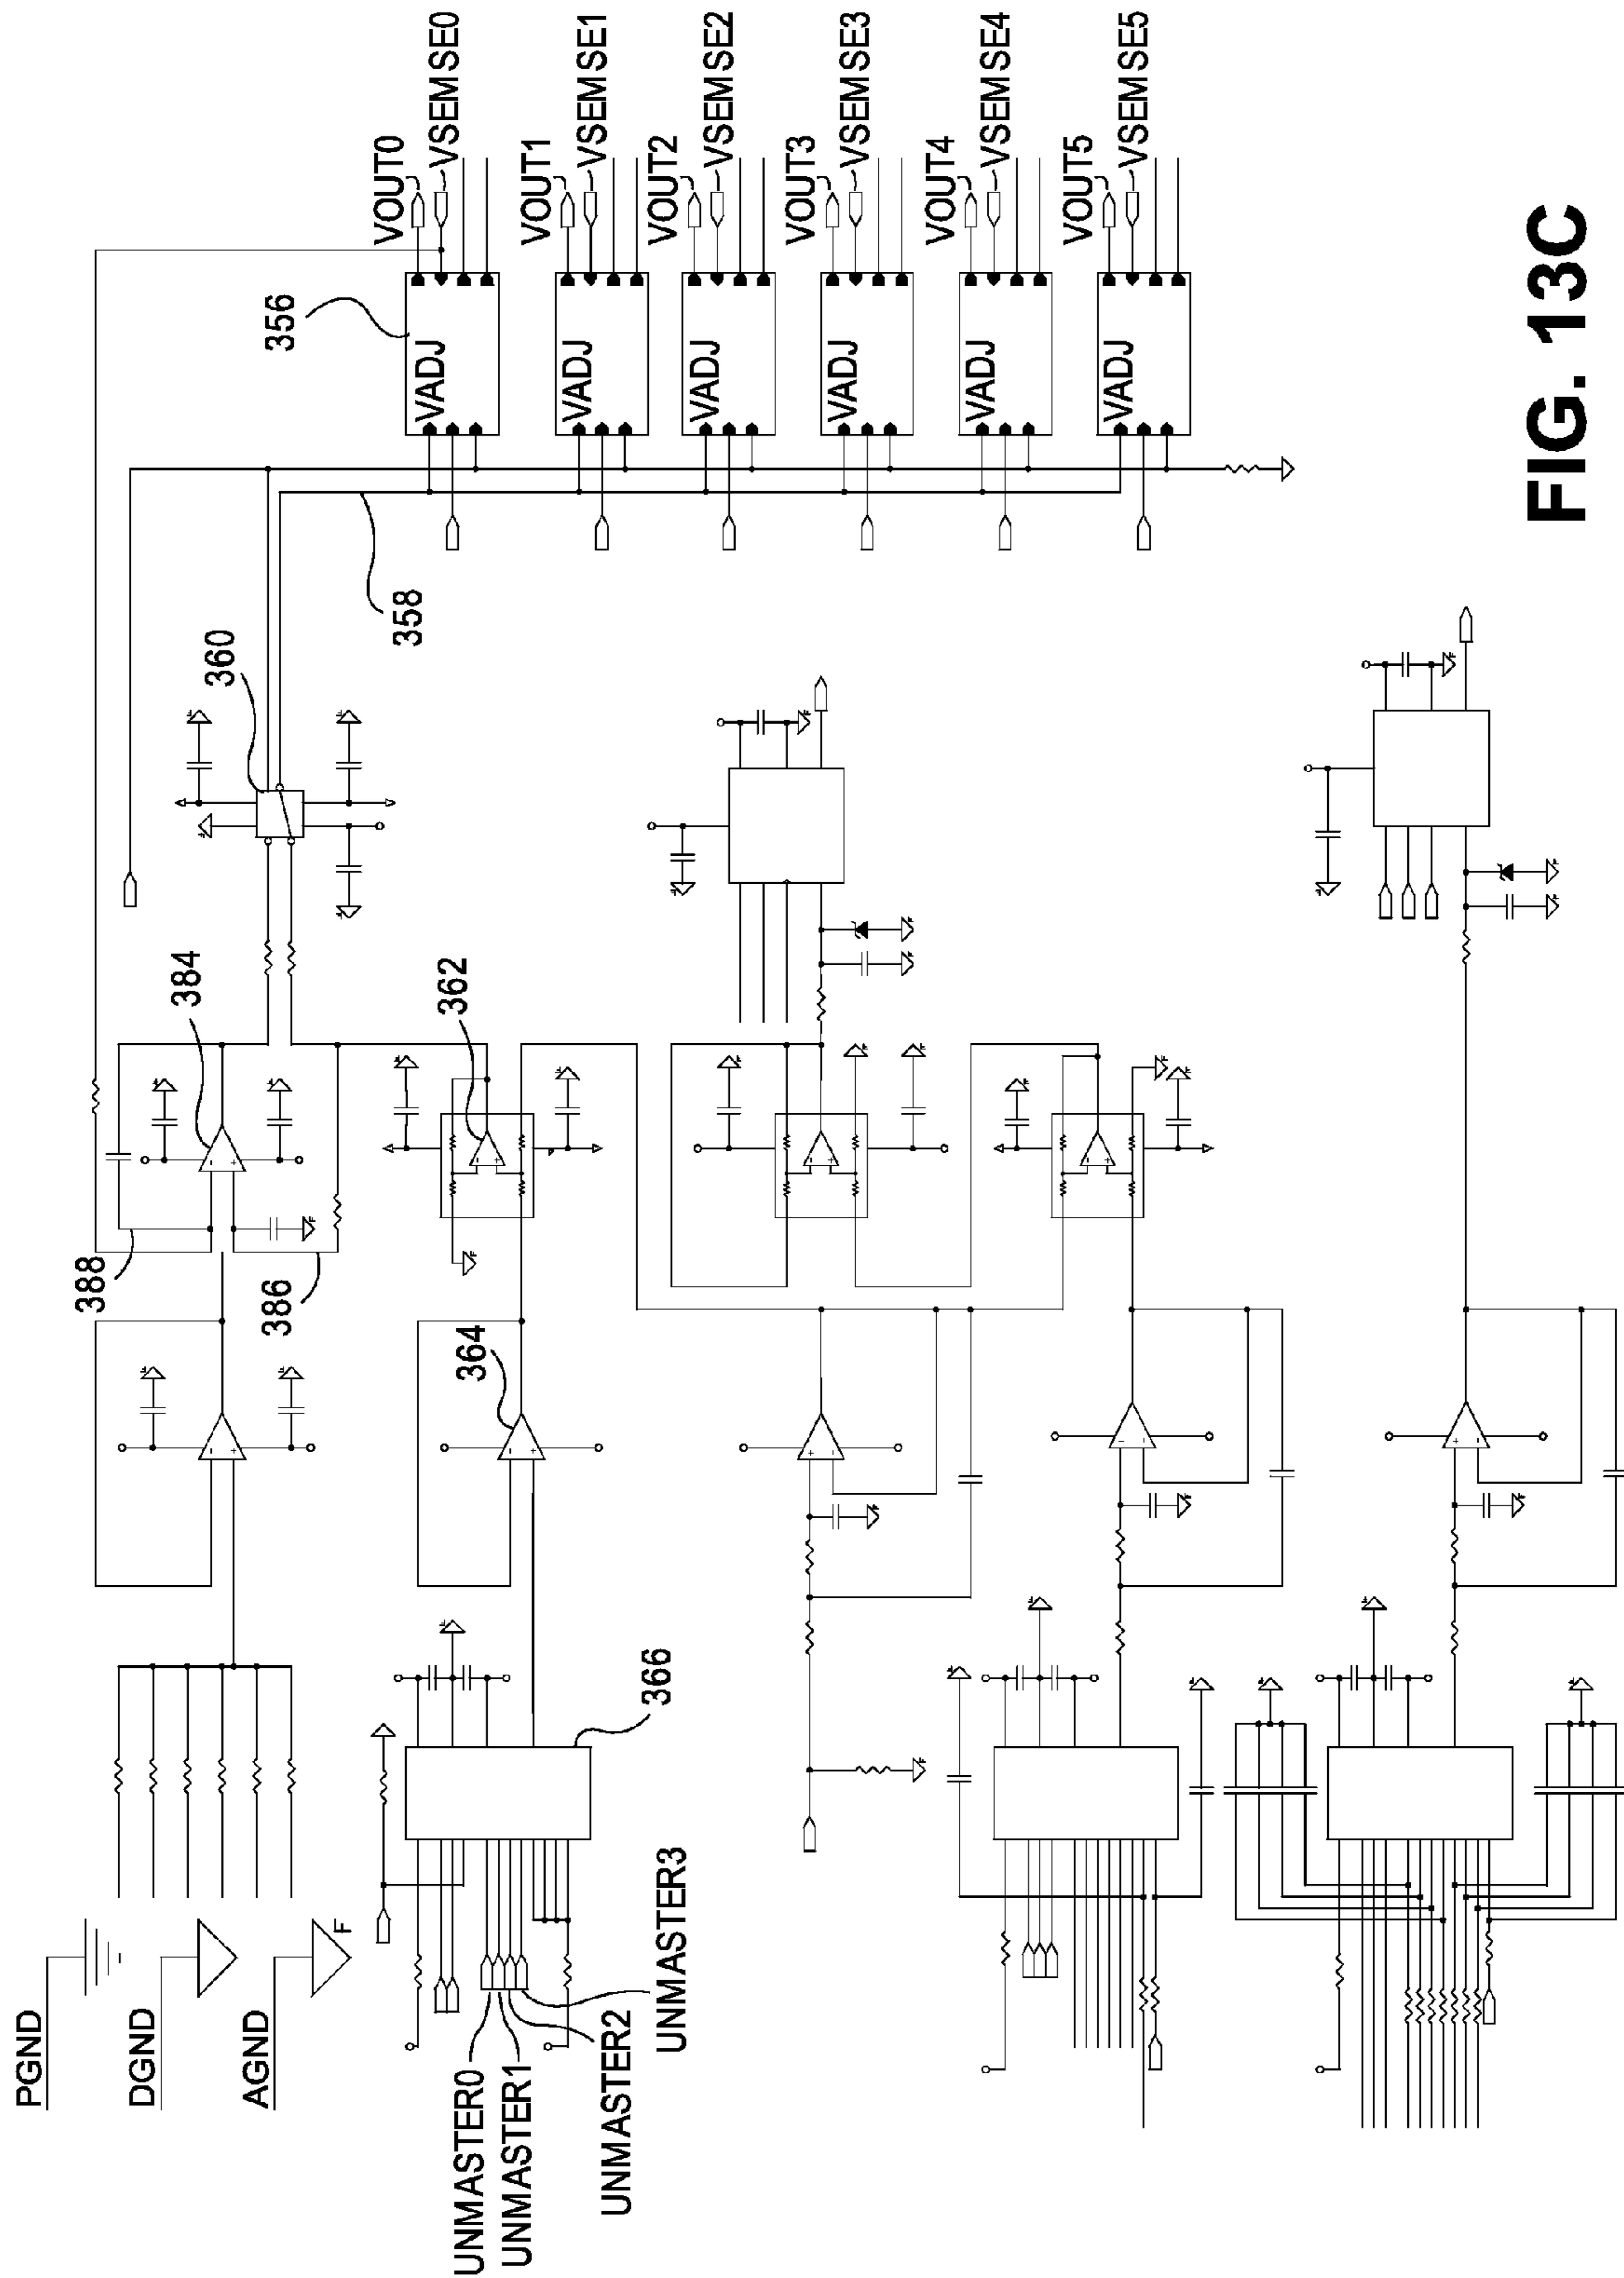 PGND
DGND
AGND
F
UNMASTER0
UNMASTER1
UNMASTER2
UNMASTER3
366
364
388
386
384
362
360
358
356
VADJ
VOUT0
VSEMSE0
VADJ
VOUT1
VSEMSE1
VADJ
VOUT2
VSEMSE2
VADJ
VOUT3
VSEMSE3
VADJ
VOUT4
VSEMSE4
VADJ
VOUT5
VSEMSE5
FIG. 13C